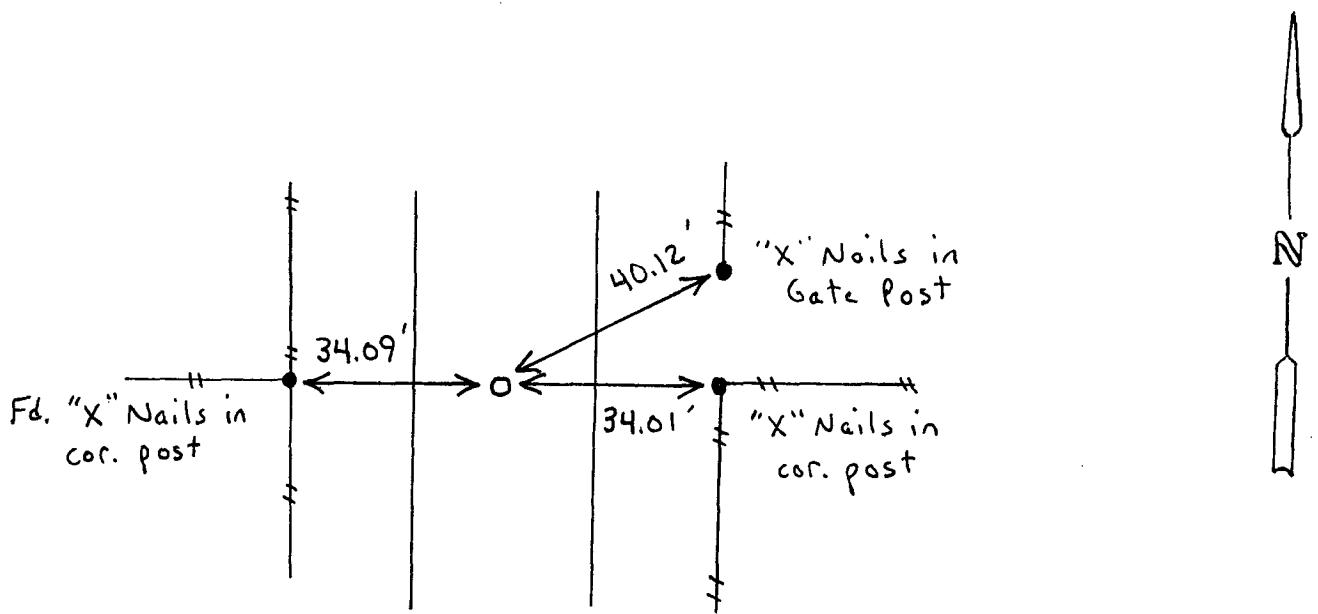 40.12'
"X" Nails in
Gate Post
N
34.09'
Fd. "X" Nails in
cor. post
34.01'
"X" Nails in
cor. post